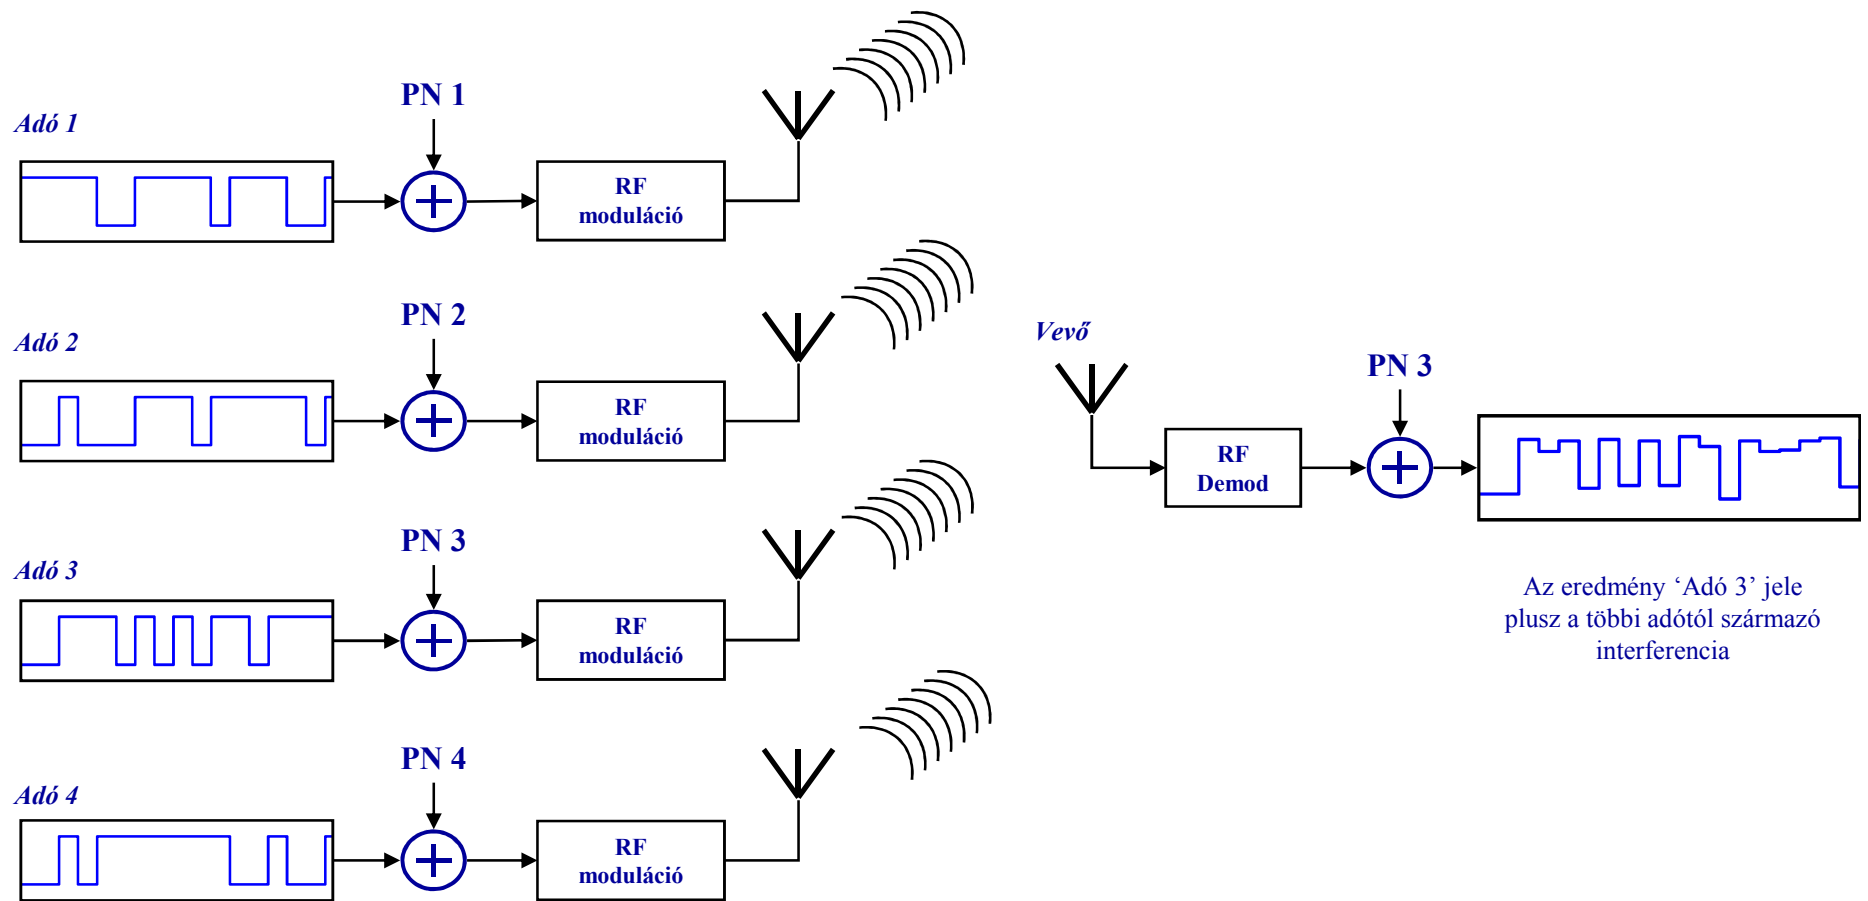 PN 1
Adó 1
RF
moduláció
PN 2
Adó 2
RF
moduláció
PN 3
Adó 3
RF
moduláció
PN 4
Adó 4
RF
moduláció
Vevő
PN 3
RF
Demod
Az eredmény ‘Adó 3’ jele
plusz a többi adótól származó
interferencia